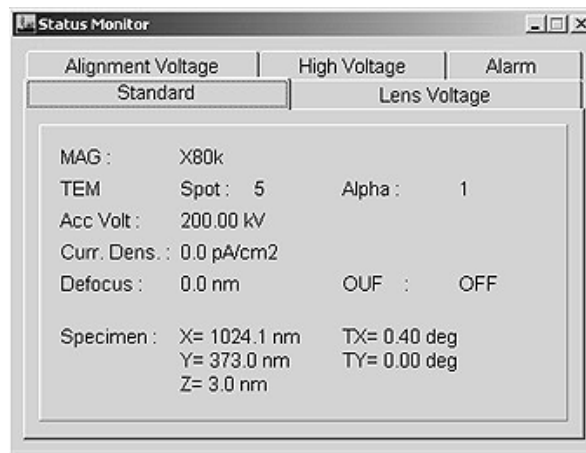 Status Monitor
Alignment Voltage High Voltage Alarm
Standard Lens Voltage
MAG : X80k
TEM Spot : 5 Alpha : 1
Acc Volt : 200.00 kV
Curr. Dens. : 0.0 pA/cm2
Defocus : 0.0 nm OUF : OFF
Specimen : X= 1024.1 nm TX= 0.40 deg
Y= 373.0 nm TY= 0.00 deg
Z= 3.0 nm